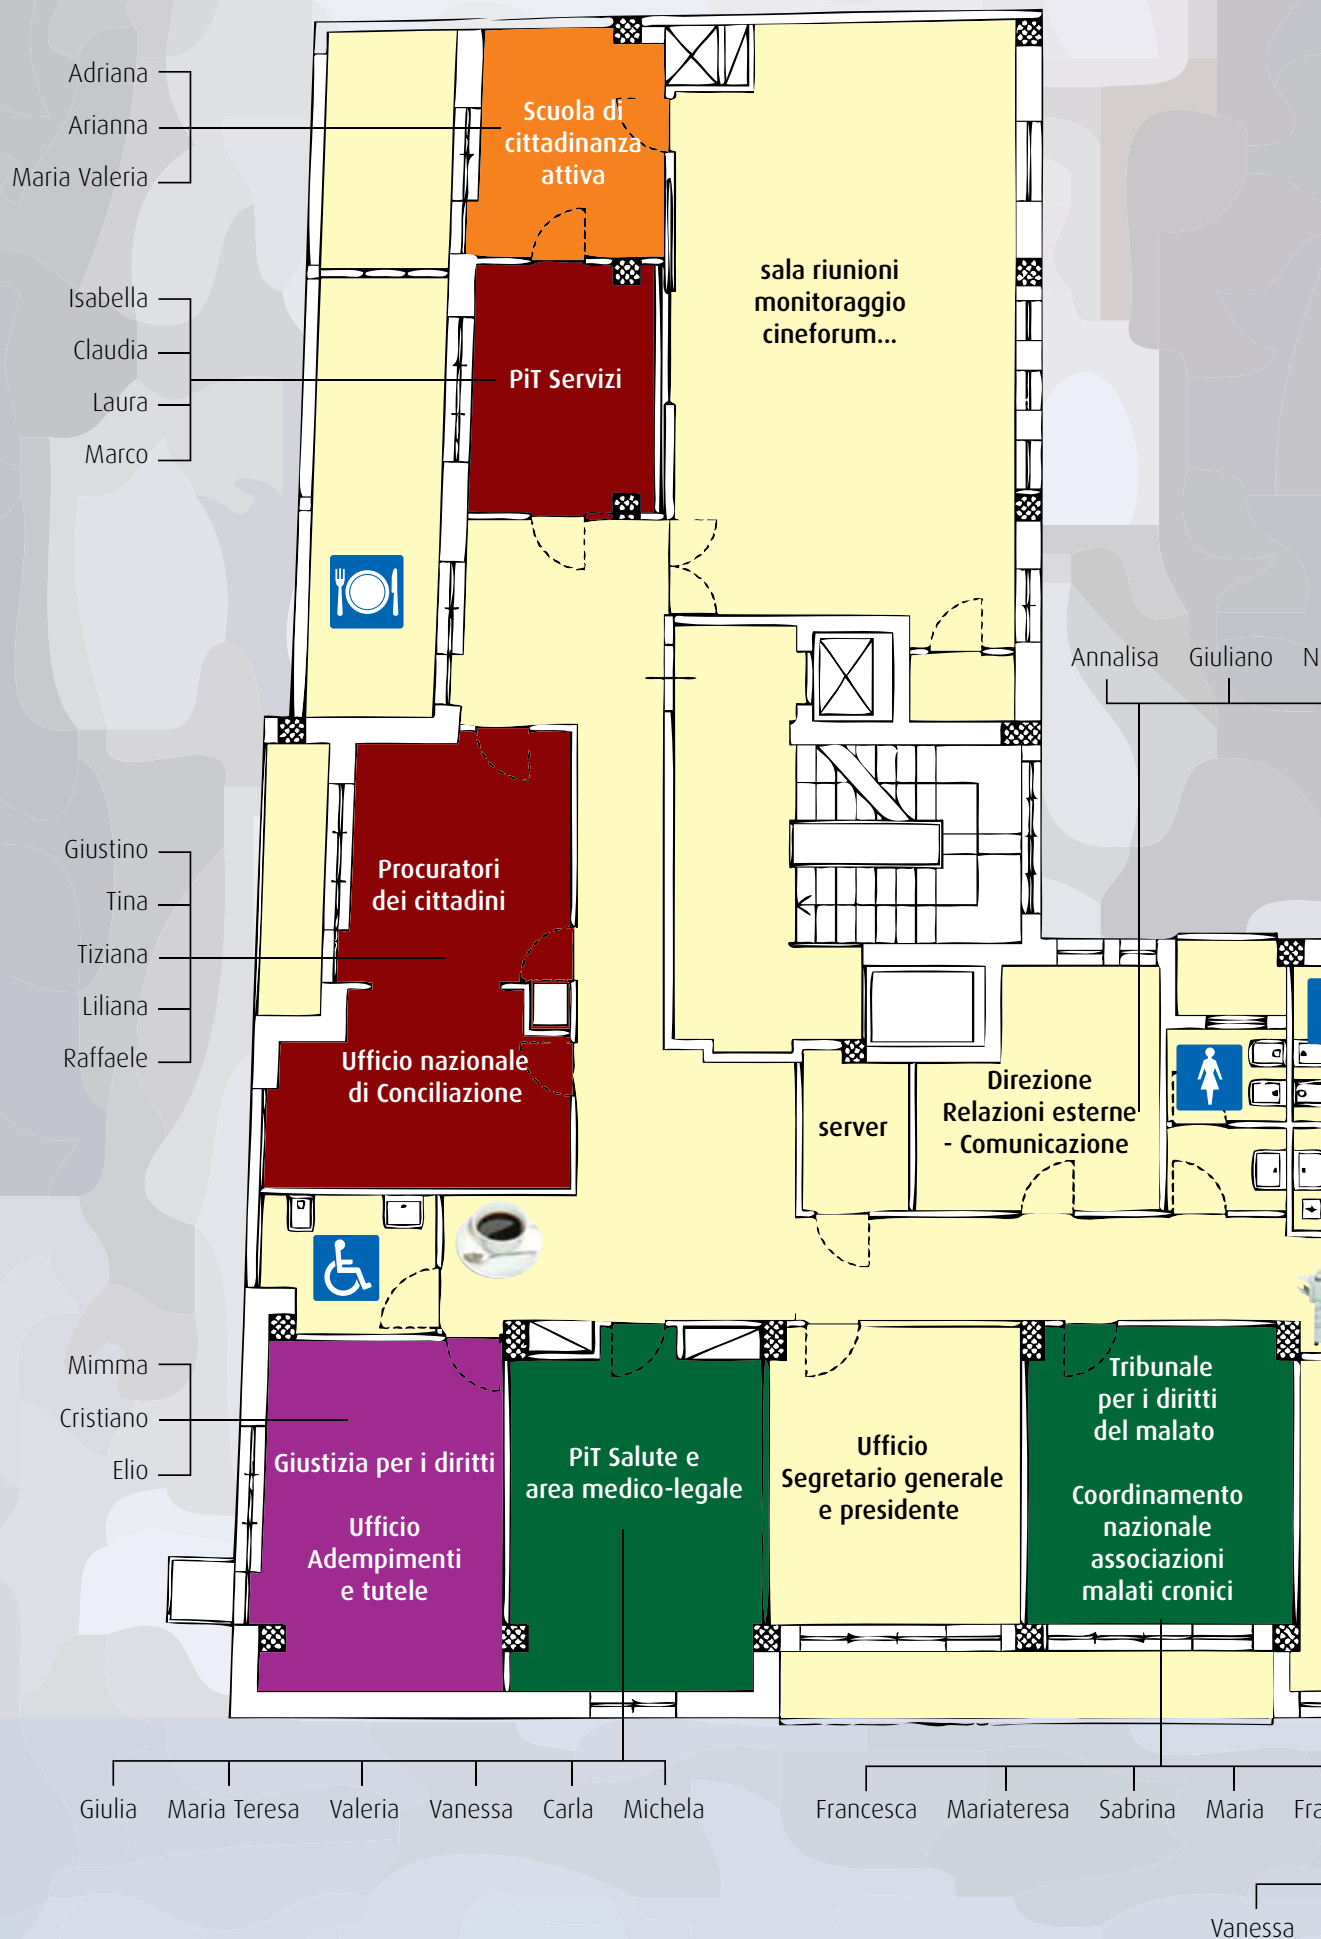 Adriana
Arianna
Maria Valeria
Scuola di
cittadinanza
attiva
sala riunioni
monitoraggio
cineforum...
Isabella
Claudia
Laura
Marco
PiT Servizi
Annalisa Giuliano N
Giustino
Tina
Tiziana
Liliana
Raffaele
Procuratori
dei cittadini
Ufficio nazionale
di Conciliazione
server
Direzione
Relazioni esterne
- Comunicazione
Mimma
Cristiano
Elio
Giustizia per i diritti
Ufficio
Adempimenti
e tutele
PiT Salute e
area medico-legale
Ufficio
Segretario generale
e presidente
Tribunale
per i diritti
del malato
Coordinamento
nazionale
associazioni
malati cronici
Giulia Maria Teresa Valeria Vanessa Carla Michela
Francesca Mariateresa Sabrina Maria Fra
Vanessa